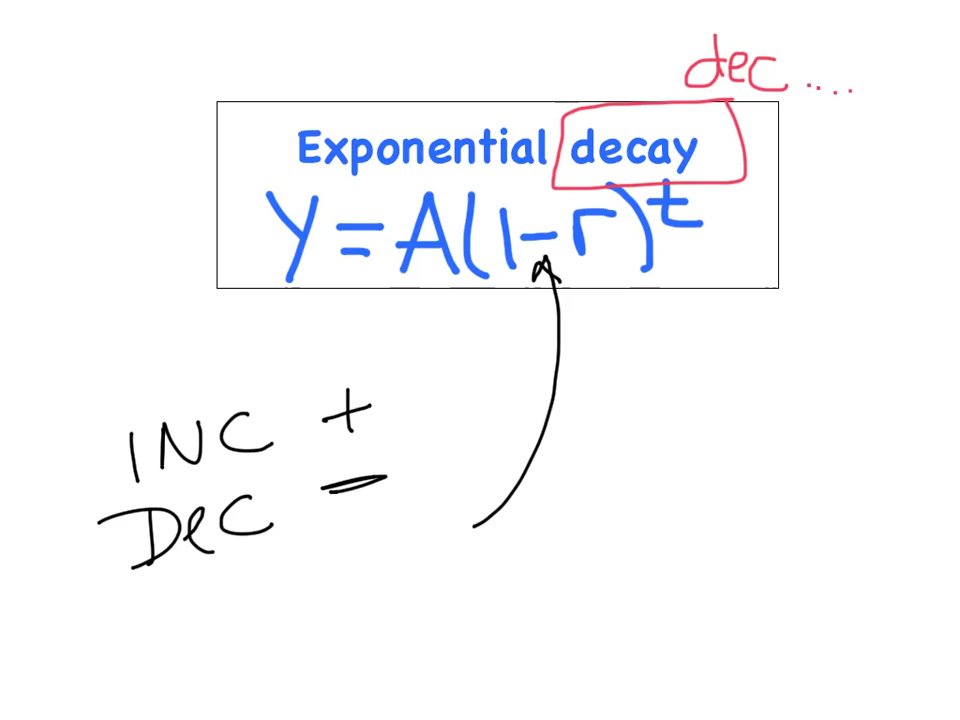 dec ....
Exponential decay
Y=A(1-r)^t
INC +
DeC -